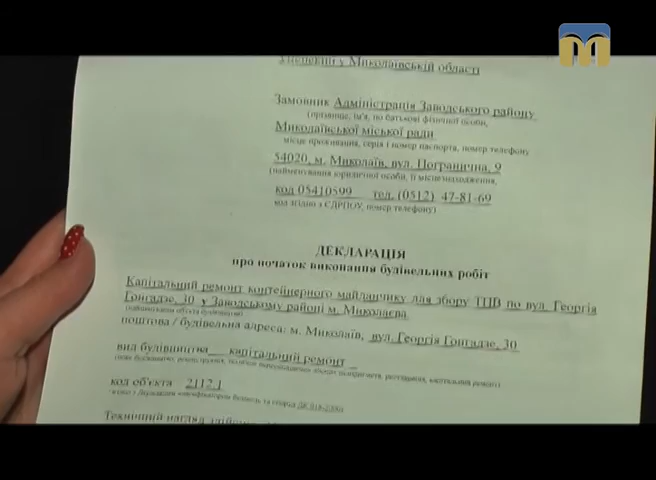 у Миколаївській області
Замовник Адміністрація Заводського району
(прізвище, ім'я, по батькові фізичної особи,
Миколаївської міської ради
місце проживання, серія і номер паспорта, номер телефону
54020, м. Миколаїв, вул. Погранична, 9
(найменування юридичної особи, її місцезнаходження,
код 05410599 тел. (0512) 47-81-69
код згідно з ЄДРПОУ, номер телефону)
ДЕКЛАРАЦІЯ
про початок виконання будівельних робіт
Капітальний ремонт контейнерного майданчику для збору ТПВ по вул. Георгія
Гонгадзе, 30 у Заводському районі м. Миколаєва
(найменування об'єкта будівництва)
поштова / будівельна адреса: м. Миколаїв, вул. Георгія Гонгадзе, 30
вид будівництва капітальний ремонт
код об'єкта 2112.1
Технічний нагляд